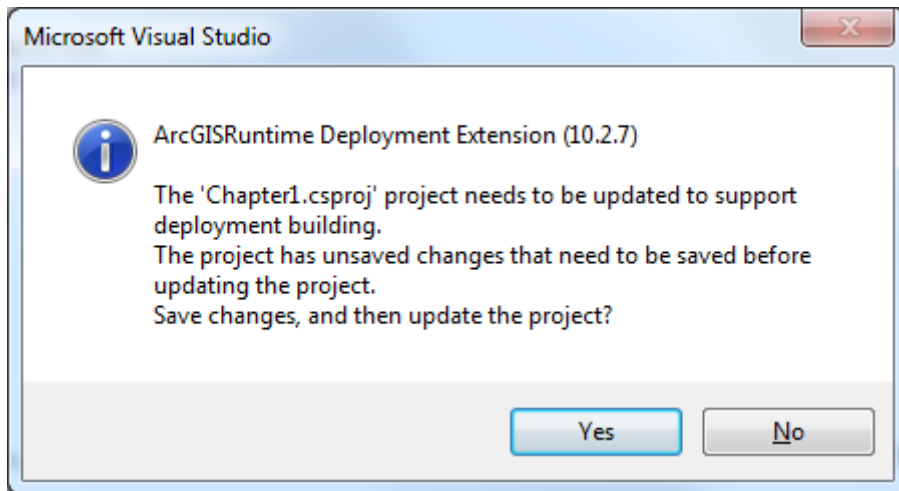 Microsoft Visual Studio
ArcGISRuntime Deployment Extension (10.2.7)
The 'Chapter1.csproj' project needs to be updated to support
deployment building.
The project has unsaved changes that need to be saved before
updating the project.
Save changes, and then update the project?
Yes
No